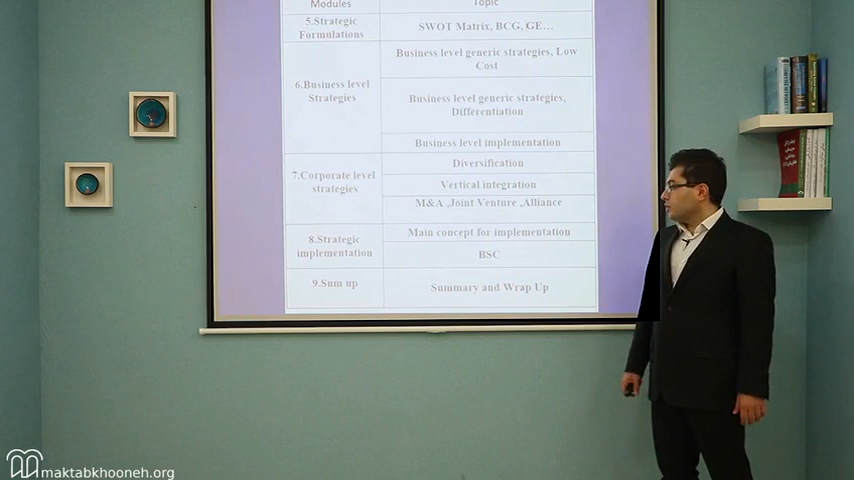 Modules Topic
5.Strategic
Formulations
SWOT Matrix, BCG, GE…
6.Business level
Strategies
Business level generic strategies, Low
Cost
Business level generic strategies,
Differentiation
Business level implementation
7.Corporate level
strategies
Diversification
Vertical integration
M&A ,Joint Venture ,Alliance
8.Strategic
implementation
Main concept for implementation
BSC
9.Sum up
Summary and Wrap Up
maktabkhooneh.org